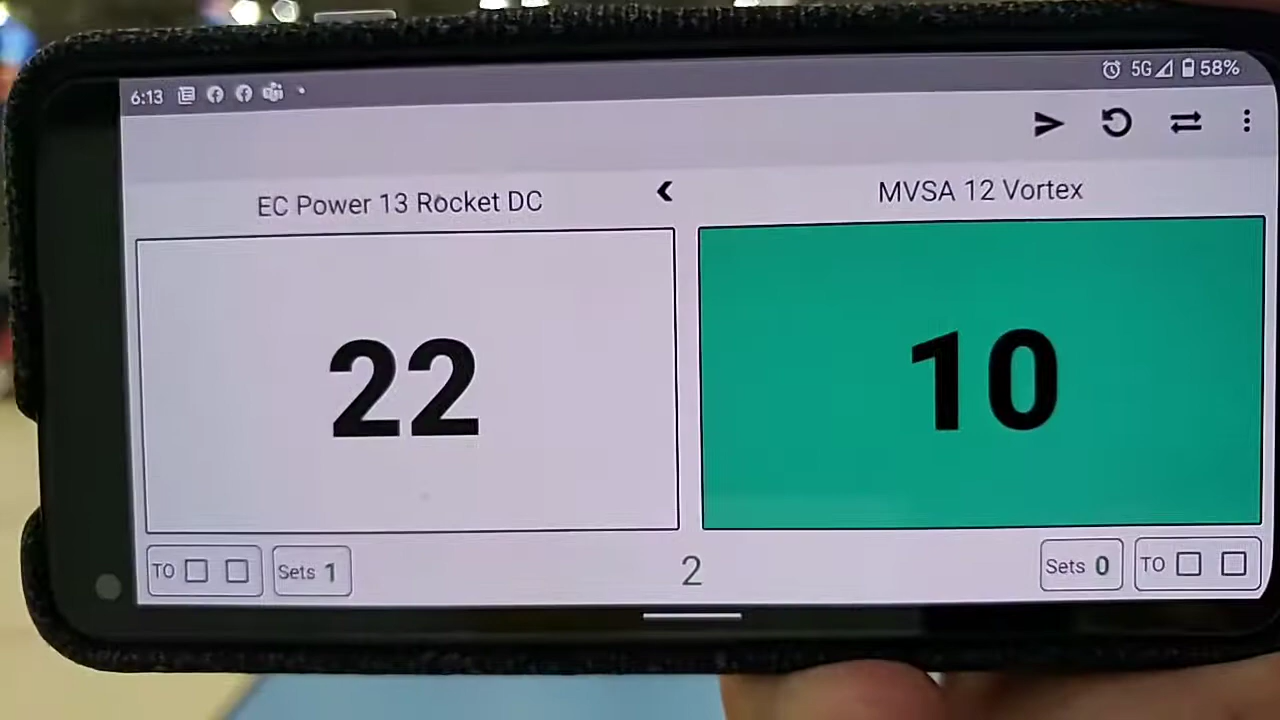 6:13 5G 58%
EC Power 13 Rocket DC MVSA 12 Vortex
22 10
TO Sets 1 2 Sets 0 TO